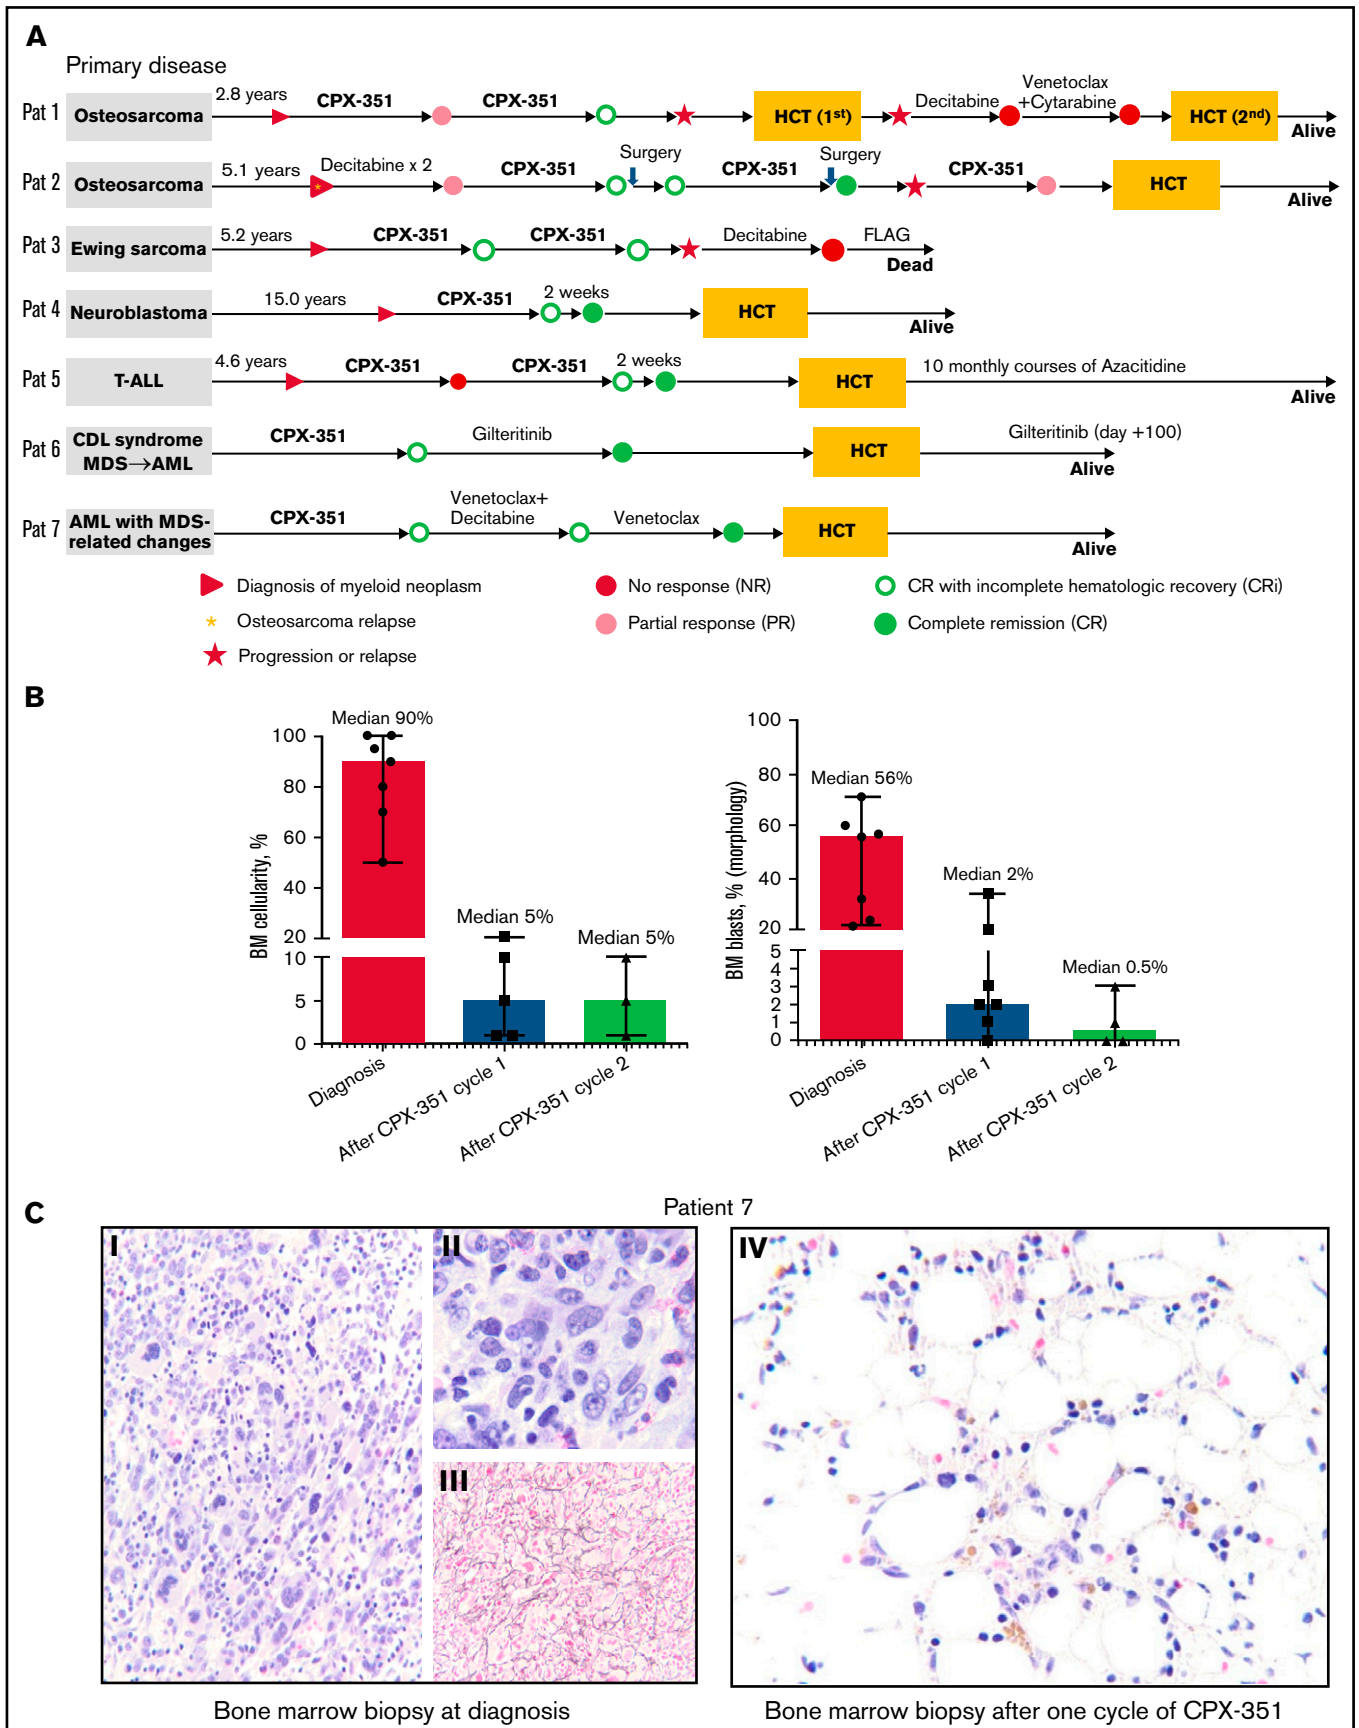 A
Primary disease
Pat 1 Osteosarcoma 2.8 years CPX-351 CPX-351 HCT (1st) Decitabine Venetoclax +Cytarabine HCT (2nd) Alive
Pat 2 Osteosarcoma 5.1 years * Decitabine x 2 CPX-351 Surgery CPX-351 Surgery CPX-351 HCT Alive
Pat 3 Ewing sarcoma 5.2 years CPX-351 CPX-351 Decitabine FLAG Dead
Pat 4 Neuroblastoma 15.0 years CPX-351 2 weeks HCT Alive
Pat 5 T-ALL 4.6 years CPX-351 CPX-351 2 weeks HCT 10 monthly courses of Azacitidine Alive
Pat 6 CDL syndrome MDS→AML CPX-351 Gilteritinib HCT Gilteritinib (day +100) Alive
Pat 7 AML with MDS-related changes CPX-351 Venetoclax+ Decitabine Venetoclax HCT Alive
Diagnosis of myeloid neoplasm
* Osteosarcoma relapse
Progression or relapse
No response (NR)
Partial response (PR)
CR with incomplete hematologic recovery (CRi)
Complete remission (CR)
B
BM cellularity, %
100
80
60
40
20
10
5
0
Median 90%
Median 5%
Median 5%
Diagnosis
After CPX-351 cycle 1
After CPX-351 cycle 2
BM blasts, % (morphology)
100
80
60
40
20
5
4
3
2
1
0
Median 56%
Median 2%
Median 0.5%
Diagnosis
After CPX-351 cycle 1
After CPX-351 cycle 2
C
Patient 7
I
II
III
IV
Bone marrow biopsy at diagnosis
Bone marrow biopsy after one cycle of CPX-351